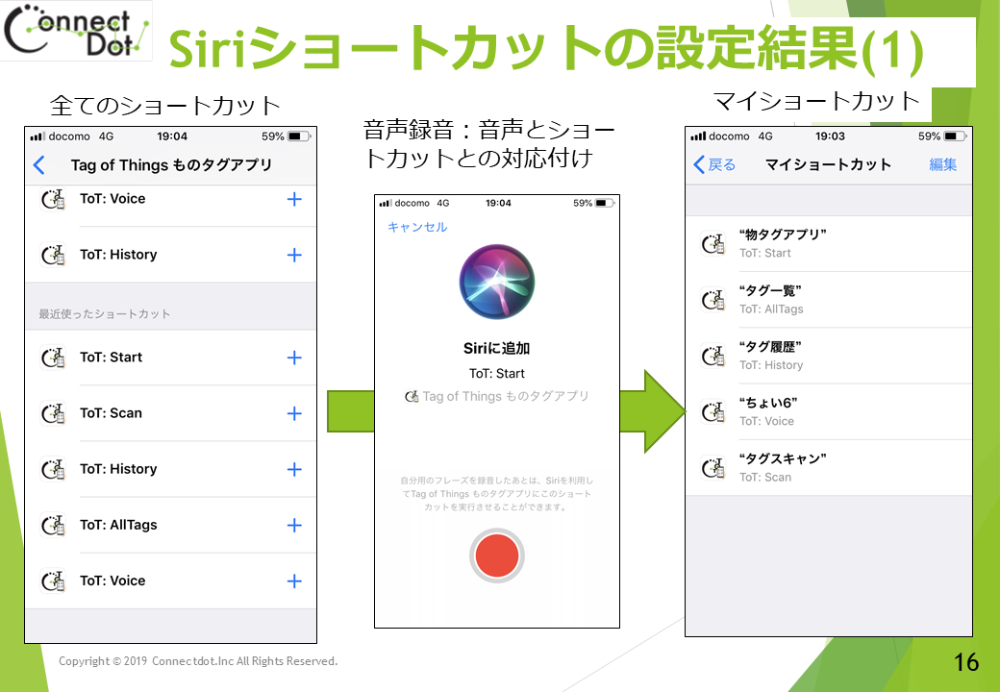 Connect
Dot
Siriショートカットの設定結果(1)
全てのショートカット
docomo 4G 19:04 59%
Tag of Things ものタグアプリ
ToT: Voice
ToT: History
最近使ったショートカット
ToT: Start
ToT: Scan
ToT: History
ToT: AllTags
ToT: Voice
音声録音：音声とショー
トカットとの対応付け
docomo 4G 19:04 59%
キャンセル
Siriに追加
ToT: Start
Tag of Things ものタグアプリ
自分用のフレーズを録音したあとは、Siriを利用し
てTag of Things ものタグアプリにこのショート
カットを実行させることができます。
マイショートカット
docomo 4G 19:03 59%
戻る マイショートカット 編集
“物タグアプリ”
ToT: Start
“タグ一覧”
ToT: AllTags
“タグ履歴”
ToT: History
“ちょい6”
ToT: Voice
“タグスキャン”
ToT: Scan
Copyright © 2019 Connectdot.Inc All Rights Reserved.
16